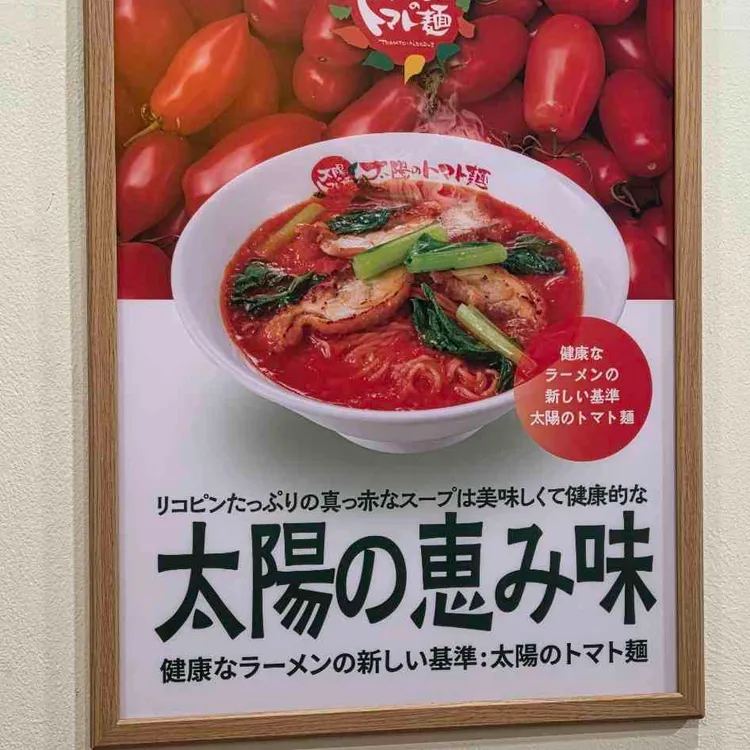 の
トマト麺
太陽のトマト麺
健康な
ラーメンの
新しい基準
太陽のトマト麺
リコピンたっぷりの真っ赤なスープは美味しくて健康的な
太陽の恵み味
健康なラーメンの新しい基準:太陽のトマト麺